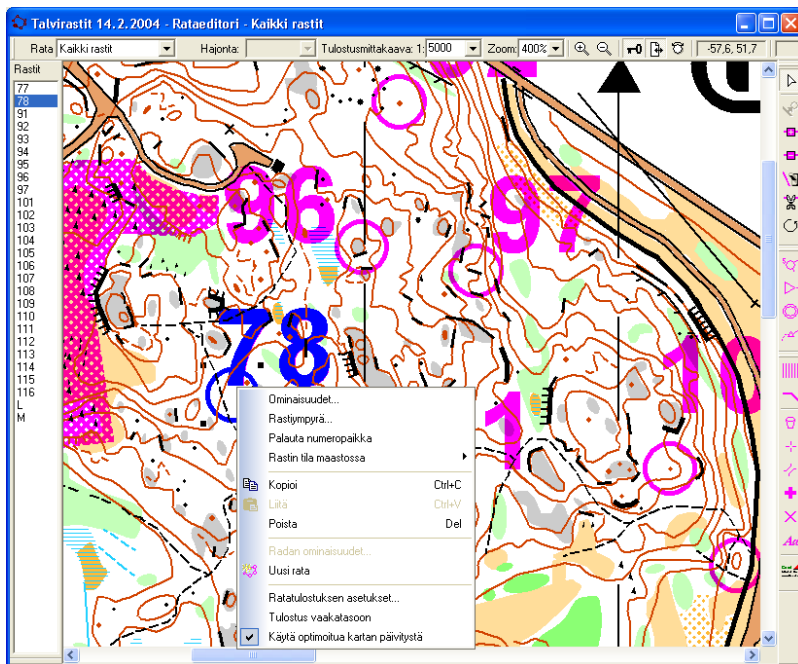 Talvirastit 14.2.2004 - Rataeditori - Kaikki rastit
Rata Kaikki rastit Hajonta: Tulostusmittakaava: 1: 5000 Zoom: 400% -57,6, 51,7
Rastit
77
78
91
92
93
94
95
96
97
101
102
103
104
105
106
107
108
109
110
111
112
113
114
115
116
L
M
96
97
78
10
1
Ominaisuudet...
Rastiympyrä...
Palauta numeropaikka
Rastin tila maastossa
Kopioi Ctrl+C
Liitä Ctrl+V
Poista Del
Radan ominaisuudet...
Uusi rata
Ratatulostuksen asetukset...
Tulostus vaakatasoon
Käytä optimoitua kartan päivitystä